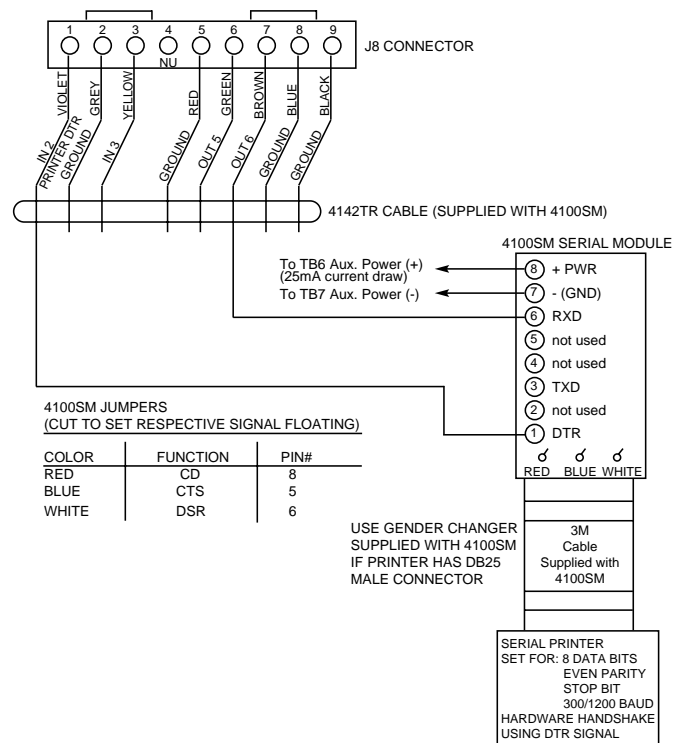 1 2 3 4 5 6 7 8 9
J8 CONNECTOR
NU
VIOLET
GREY
YELLOW
RED
GREEN
BROWN
BLUE
BLACK
IN 2
PRINTER DTR
GROUND
IN 3
GROUND
OUT 5
OUT 6
GROUND
GROUND
4142TR CABLE (SUPPLIED WITH 4100SM)
4100SM SERIAL MODULE
To TB6 Aux. Power (+)
(25mA current draw)
To TB7 Aux. Power (-)
8 + PWR
7 - (GND)
6 RXD
5 not used
4 not used
3 TXD
2 not used
1 DTR
RED BLUE WHITE
4100SM JUMPERS
(CUT TO SET RESPECTIVE SIGNAL FLOATING)
COLOR FUNCTION PIN#
RED CD 8
BLUE CTS 5
WHITE DSR 6
USE GENDER CHANGER
SUPPLIED WITH 4100SM
IF PRINTER HAS DB25
MALE CONNECTOR
3M
Cable
Supplied with
4100SM
SERIAL PRINTER
SET FOR: 8 DATA BITS
EVEN PARITY
STOP BIT
300/1200 BAUD
HARDWARE HANDSHAKE
USING DTR SIGNAL